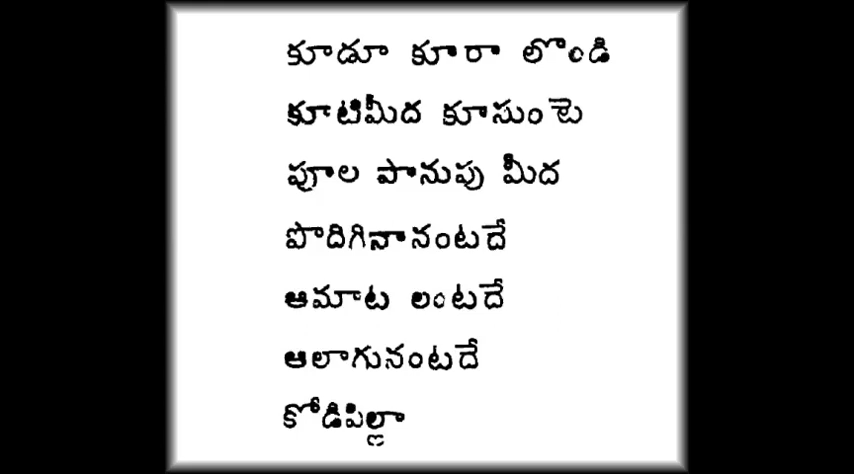 కూడూ కూరా లొండి
కూటిమీద కూసుంటె
పూల పానుపు మీద
పొదిగినానంటదే
ఆమాట లంటదే
ఆలాగునంటదే
కోడిపిల్లా